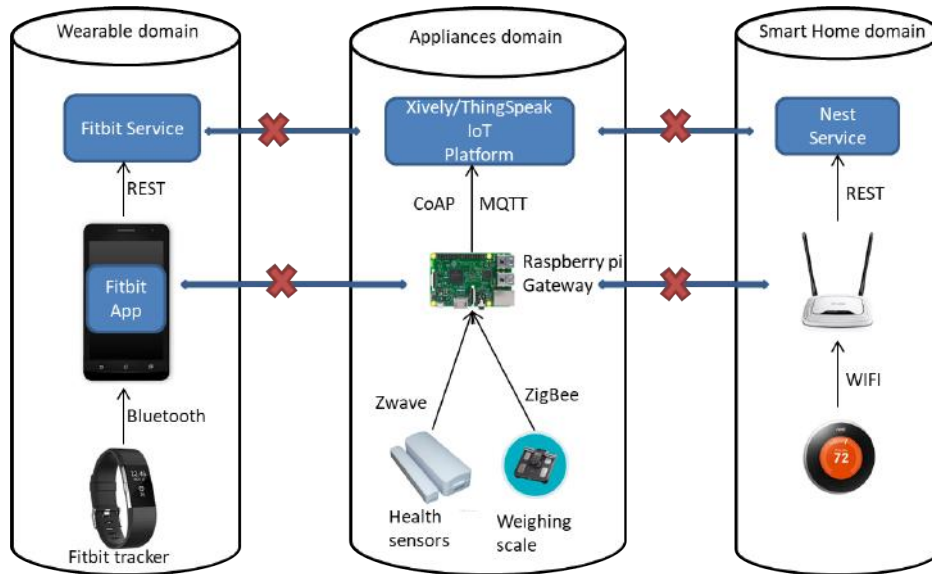 Wearable domain
Appliances domain
Smart Home domain
Fitbit Service
Xively/ThingSpeak
IoT
Platform
Nest
Service
REST
CoAP
MQTT
REST
Fitbit
App
Raspberry pi
Gateway
Bluetooth
Zwave
ZigBee
WIFI
72
Health
sensors
Weighing
scale
Fitbit tracker